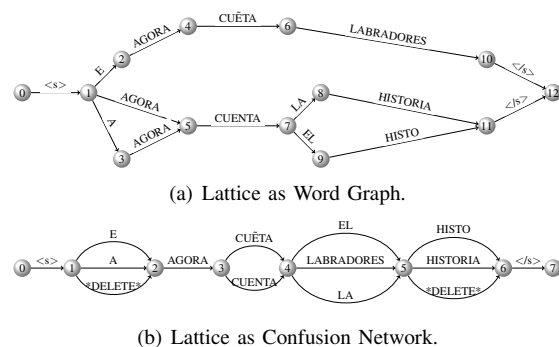 4 CUẼTA 6
AGORA LABRADORES
2 10
E </s>
0 <s> 1 AGORA 8 12
LA HISTORIA </s>
A AGORA 5 CUENTA 7 11
EL HISTO
3 9
(a) Lattice as Word Graph.
E CUẼTA EL HISTO
0 <s> 1 A 2 AGORA 3 4 LABRADORES 5 HISTORIA 6 </s> 7
*DELETE* CUENTA LA *DELETE*
(b) Lattice as Confusion Network.